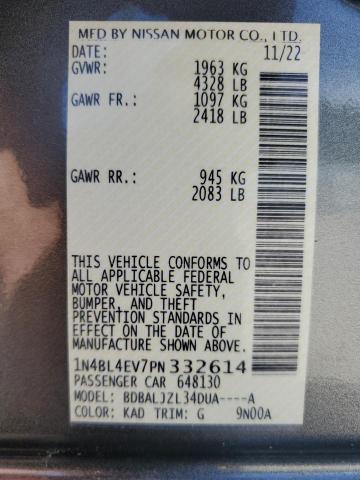 MFD BY NISSAN MOTOR CO., LTD.
DATE: 11/22
GVWR: 1963 KG
4328 LB
GAWR FR.: 1097 KG
2418 LB
GAWR RR.: 945 KG
2083 LB
THIS VEHICLE CONFORMS TO
ALL APPLICABLE FEDERAL
MOTOR VEHICLE SAFETY,
BUMPER, AND THEFT
PREVENTION STANDARDS IN
EFFECT ON THE DATE OF
MANUFACTURE SHOWN ABOVE.
1N4BL4EV7PN332614
PASSENGER CAR 648130
MODEL: BDBALJZL34DUA----A
COLOR: KAD TRIM: G 9N00A